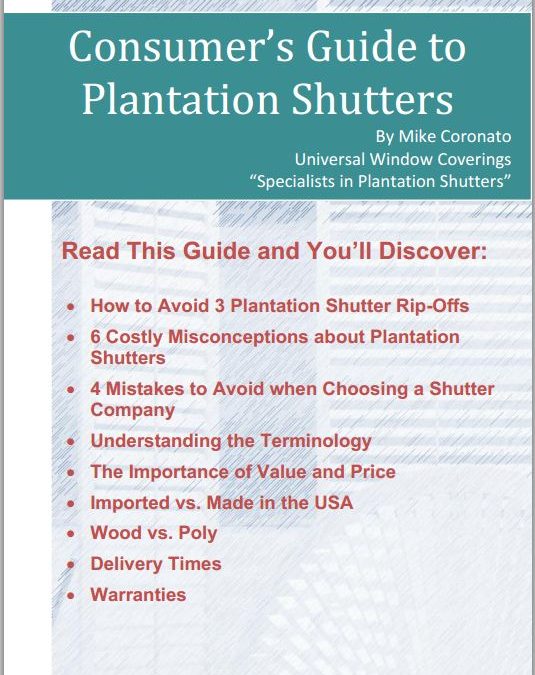 Consumer’s Guide to
Plantation Shutters
By Mike Coronato
Universal Window Coverings
“Specialists in Plantation Shutters”
Read This Guide and You’ll Discover:
• How to Avoid 3 Plantation Shutter Rip-Offs
• 6 Costly Misconceptions about Plantation
Shutters
• 4 Mistakes to Avoid when Choosing a Shutter
Company
• Understanding the Terminology
• The Importance of Value and Price
• Imported vs. Made in the USA
• Wood vs. Poly
• Delivery Times
• Warranties